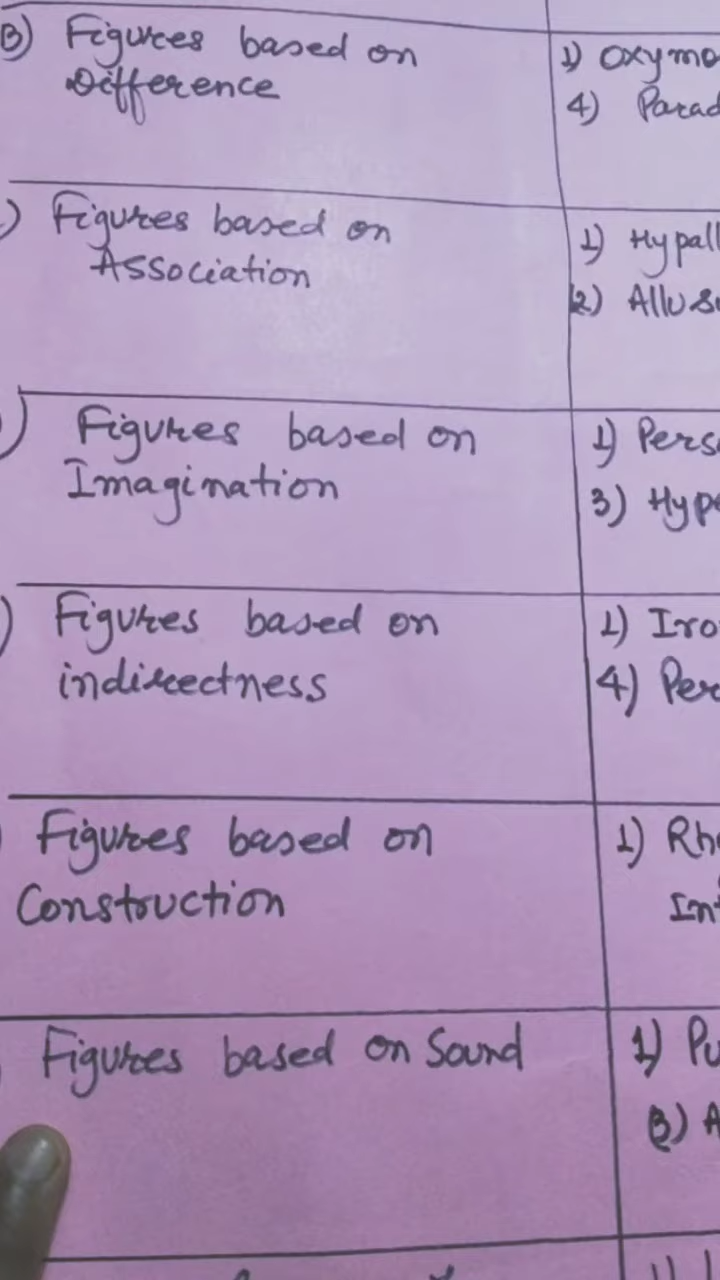 B) Figures based on
Difference
1) Oxymo
4) Parad
) Figures based on
Association
1) Hypall
2) Allus
) Figures based on
Imagination
1) Pers
3) Hype
) Figures based on
indirectness
1) Iro
4) Per
Figures based on
Construction
1) Rh
Int
Figures based on Sound
1) Pu
3) A